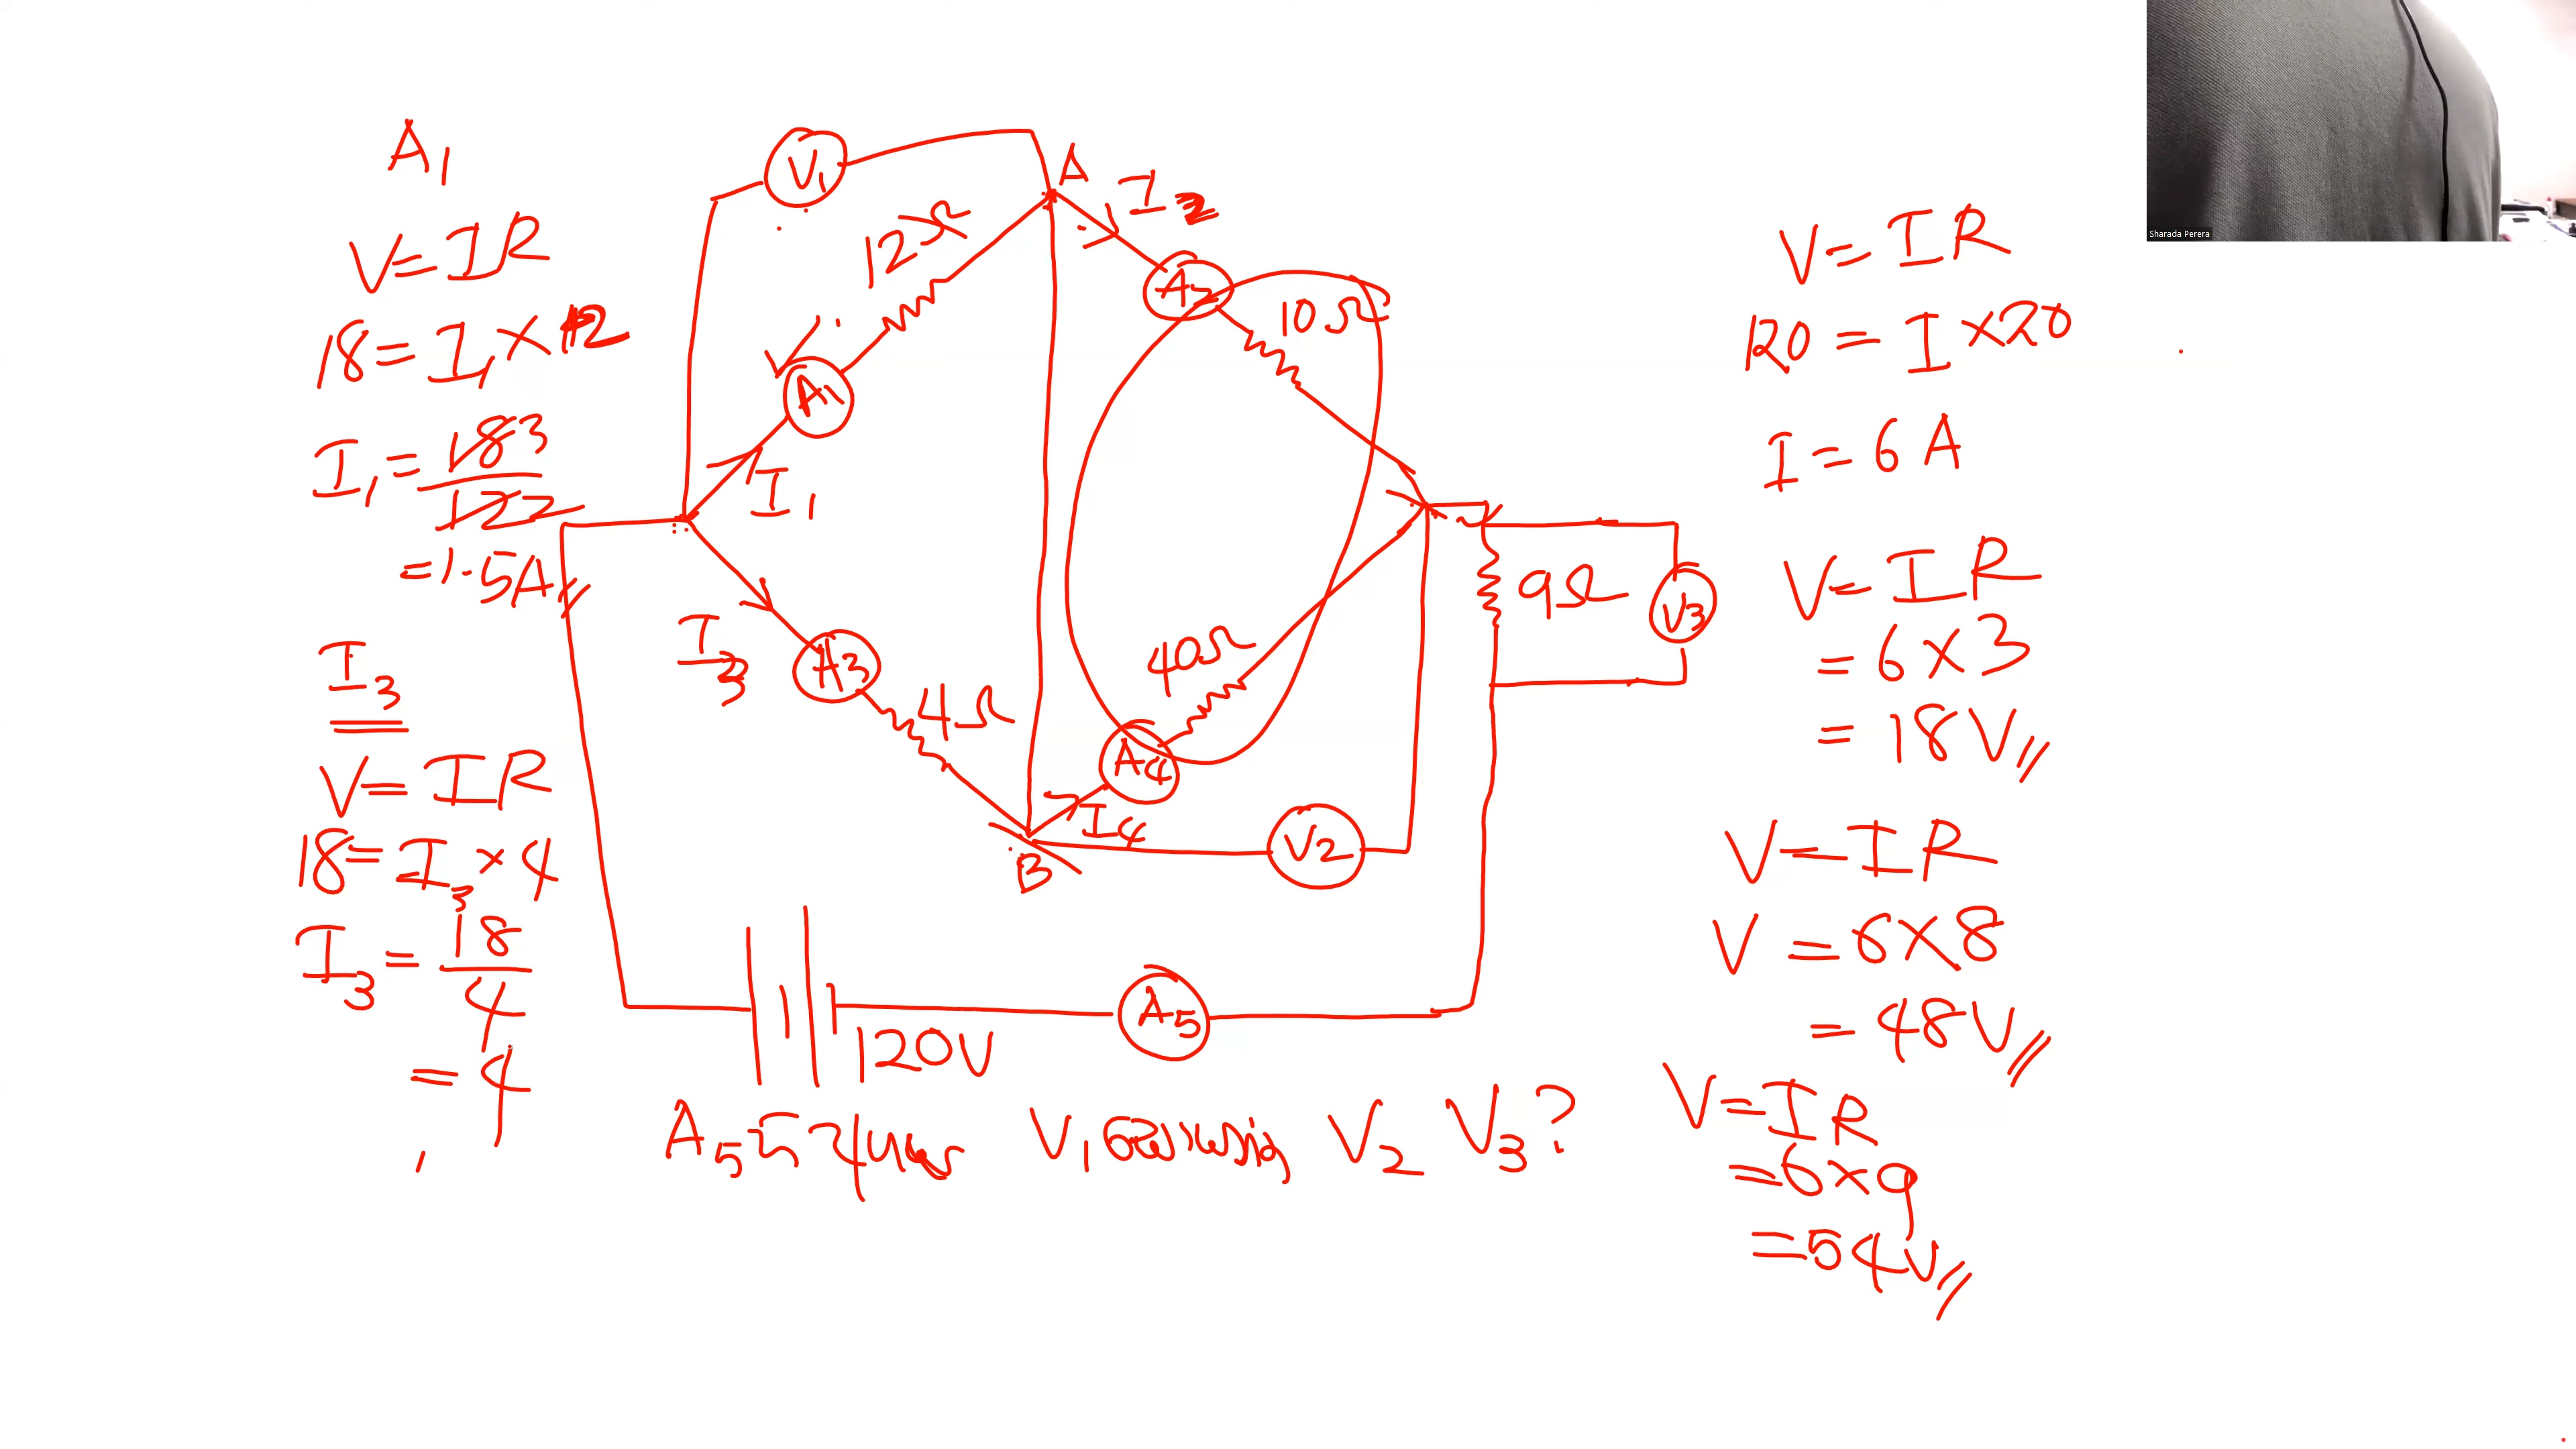 A1
V=IR
18=I1×12
I1=18 3
12 2
=1.5A
I3
V=IR
18=I3×4
I3=18
4
=4
V1
12Ω
A
I2
A1
A2
10Ω
I1
I3
A3
4Ω
40Ω
A4
I4
B
V2
9Ω
V3
120V
A5
A5
V1
V2 V3?
V=IR
120=I×20
I=6A
V=IR
=6×3
=18V
V=IR
V=6×8
=48V
V=IR
=6×9
=54V
Sharada Perera